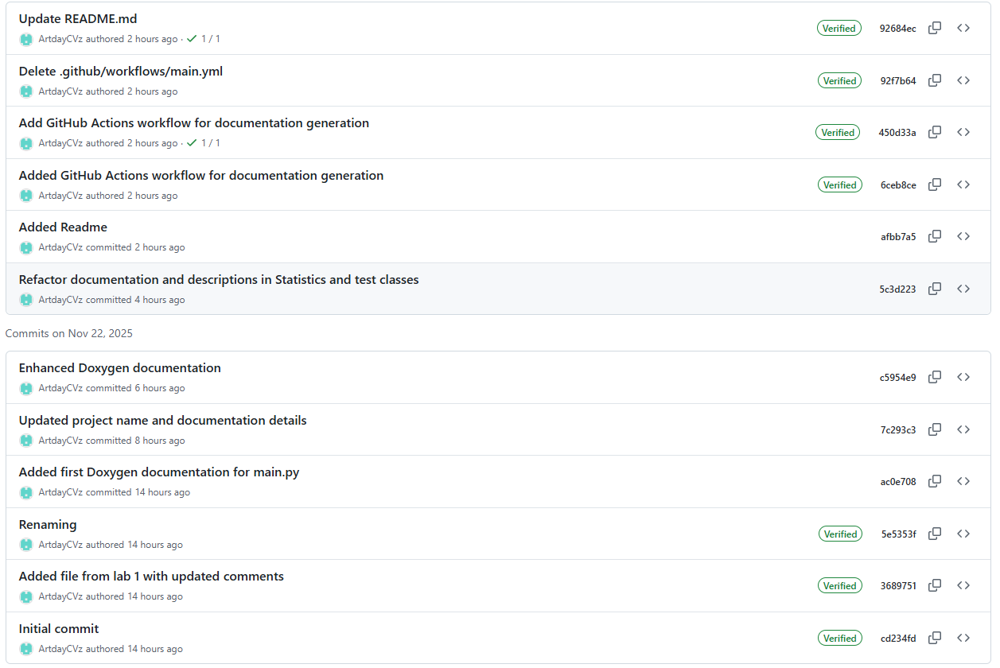 Update README.md
ArtdayCVz authored 2 hours ago · ✓ 1 / 1
Verified 92684ec
Delete .github/workflows/main.yml
ArtdayCVz authored 2 hours ago
Verified 92f7b64
Add GitHub Actions workflow for documentation generation
ArtdayCVz authored 2 hours ago · ✓ 1 / 1
Verified 450d33a
Added GitHub Actions workflow for documentation generation
ArtdayCVz authored 2 hours ago
Verified 6ceb8ce
Added Readme
ArtdayCVz committed 2 hours ago
afbb7a5
Refactor documentation and descriptions in Statistics and test classes
ArtdayCVz committed 4 hours ago
5c3d223
Commits on Nov 22, 2025
Enhanced Doxygen documentation
ArtdayCVz committed 6 hours ago
c5954e9
Updated project name and documentation details
ArtdayCVz committed 8 hours ago
7c293c3
Added first Doxygen documentation for main.py
ArtdayCVz committed 14 hours ago
ac0e708
Renaming
ArtdayCVz authored 14 hours ago
Verified 5e5353f
Added file from lab 1 with updated comments
ArtdayCVz authored 14 hours ago
Verified 3689751
Initial commit
ArtdayCVz authored 14 hours ago
Verified cd234fd